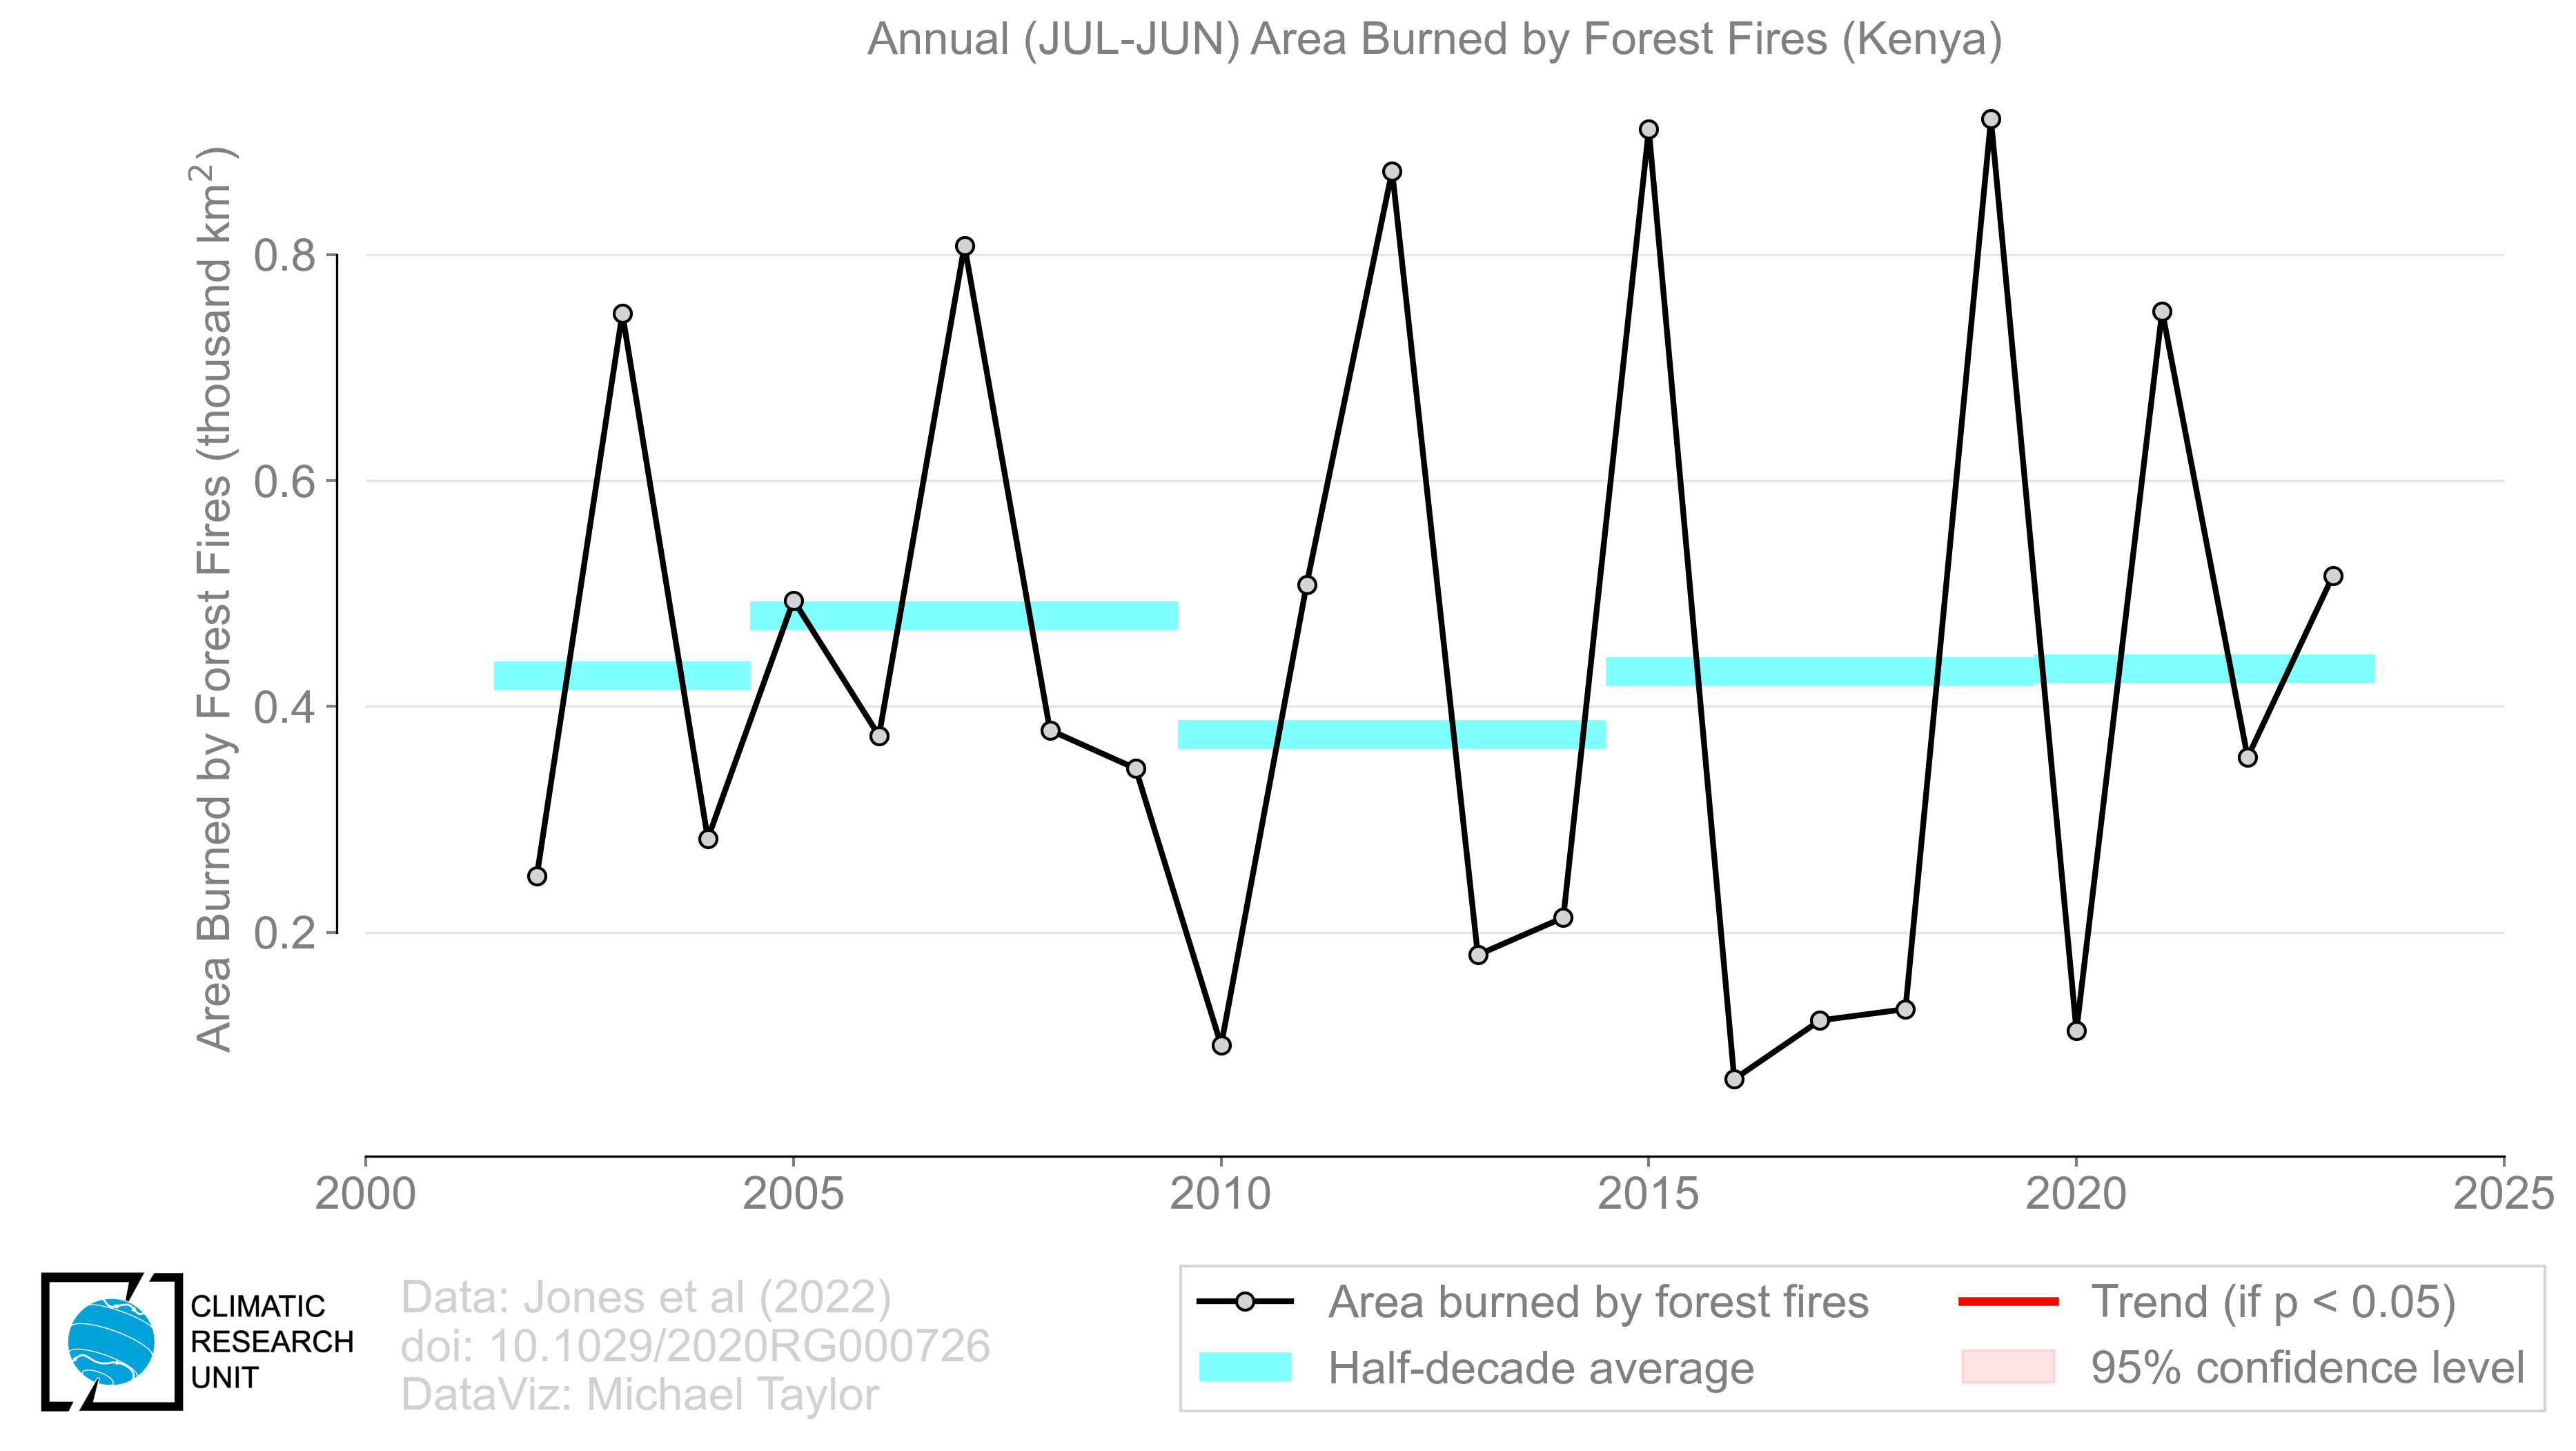 Annual (JUL-JUN) Area Burned by Forest Fires (Kenya)
Area Burned by Forest Fires (thousand km²)
0.8
0.6
0.4
0.2
2000
2005
2010
2015
2020
2025
CLIMATIC
RESEARCH
UNIT
Data: Jones et al (2022)
doi: 10.1029/2020RG000726
DataViz: Michael Taylor
Area burned by forest fires
Half-decade average
Trend (if p < 0.05)
95% confidence level